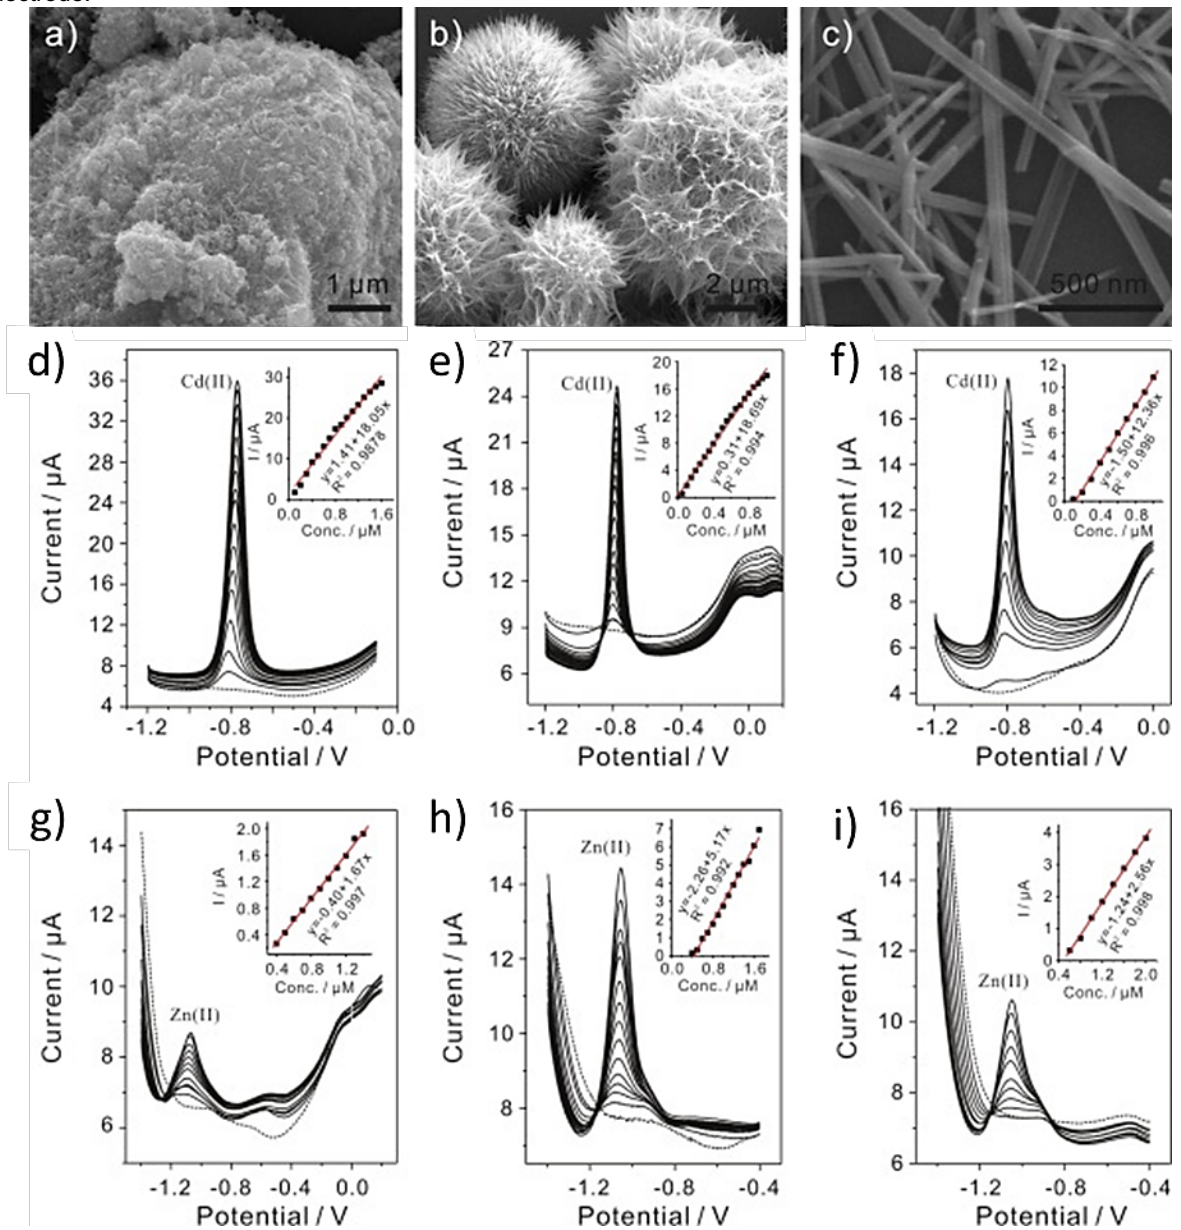 a)
b)
c)
1 μm
2 μm
500 nm
d)
Current / μA
36
32
28
24
20
16
12
8
4
-1.2
-0.8
-0.4
0.0
Potential / V
Cd(II)
I / μA
30
20
10
0
0.0
0.8
1.6
Conc. / μM
y=1.41+18.05x
R²=0.9878
e)
Current / μA
27
24
21
18
15
12
9
6
-1.2
-0.8
-0.4
0.0
Potential / V
Cd(II)
I / μA
20
16
12
8
4
0
0.0
0.4
0.8
Conc. / μM
y=0.31+18.69x
R²=0.994
f)
Current / μA
18
16
14
12
10
8
6
4
-1.2
-0.8
-0.4
0.0
Potential / V
Cd(II)
I / μA
12
10
8
6
4
2
0
0.0
0.4
0.8
Conc. / μM
y=-1.50+12.36x
R²=0.996
g)
Current / μA
14
12
10
8
6
-1.2
-0.8
-0.4
0.0
Potential / V
Zn(II)
I / μA
2.0
1.6
1.2
0.8
0.4
0.4
0.8
1.2
Conc. / μM
y=-0.40+1.67x
R²=0.997
h)
Current / μA
16
14
12
10
8
-1.2
-0.8
-0.4
Potential / V
Zn(II)
I / μA
7
6
5
4
3
2
1
0
0.0
0.8
1.6
Conc. / μM
y=-2.26+5.17x
R²=0.992
i)
Current / μA
16
14
12
10
8
6
-1.2
-0.8
-0.4
Potential / V
Zn(II)
I / μA
4
3
2
1
0
0.6
1.2
2.0
Conc. / μM
y=-1.24+2.56x
R²=0.998